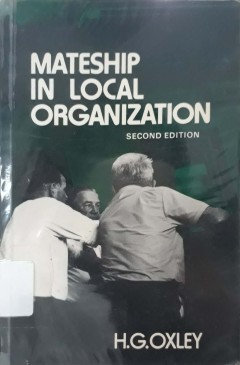 MATESHIP
IN LOCAL
ORGANIZATION
SECOND EDITION
H.G.OXLEY